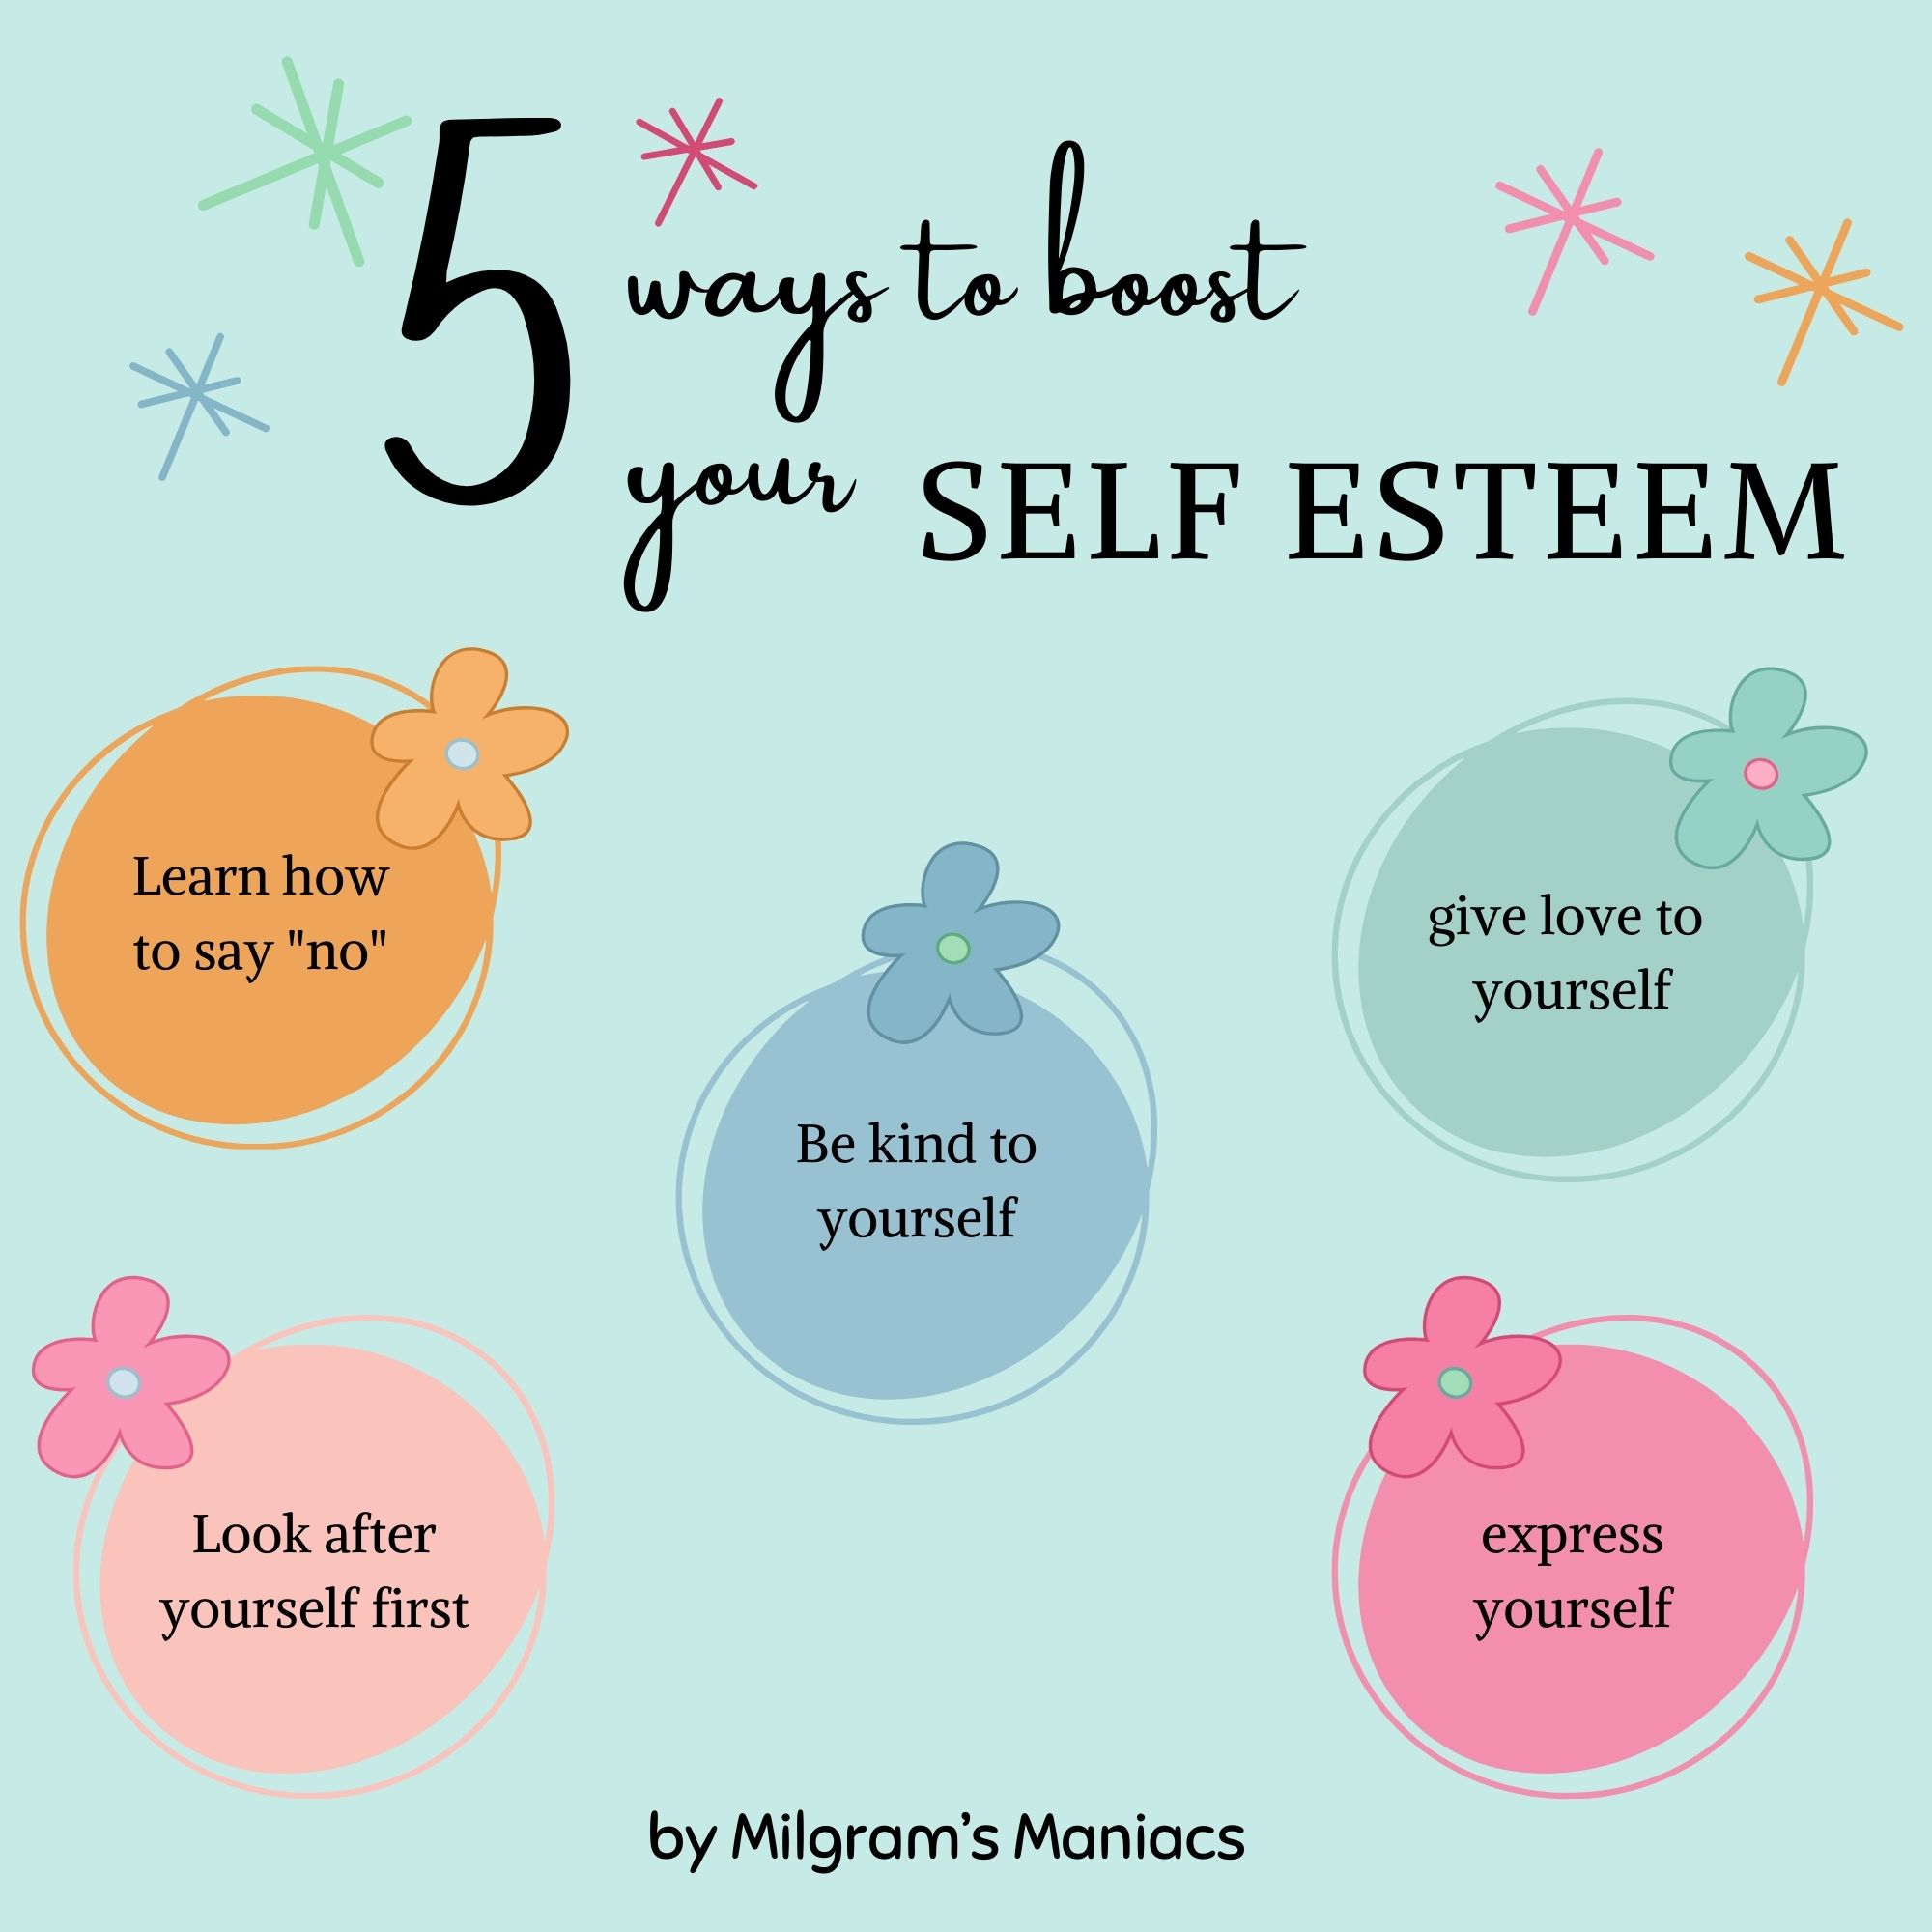 5 ways to boost
your SELF ESTEEM
Learn how
to say "no"
give love to
yourself
Be kind to
yourself
Look after
yourself first
express
yourself
by Milgram's Maniacs